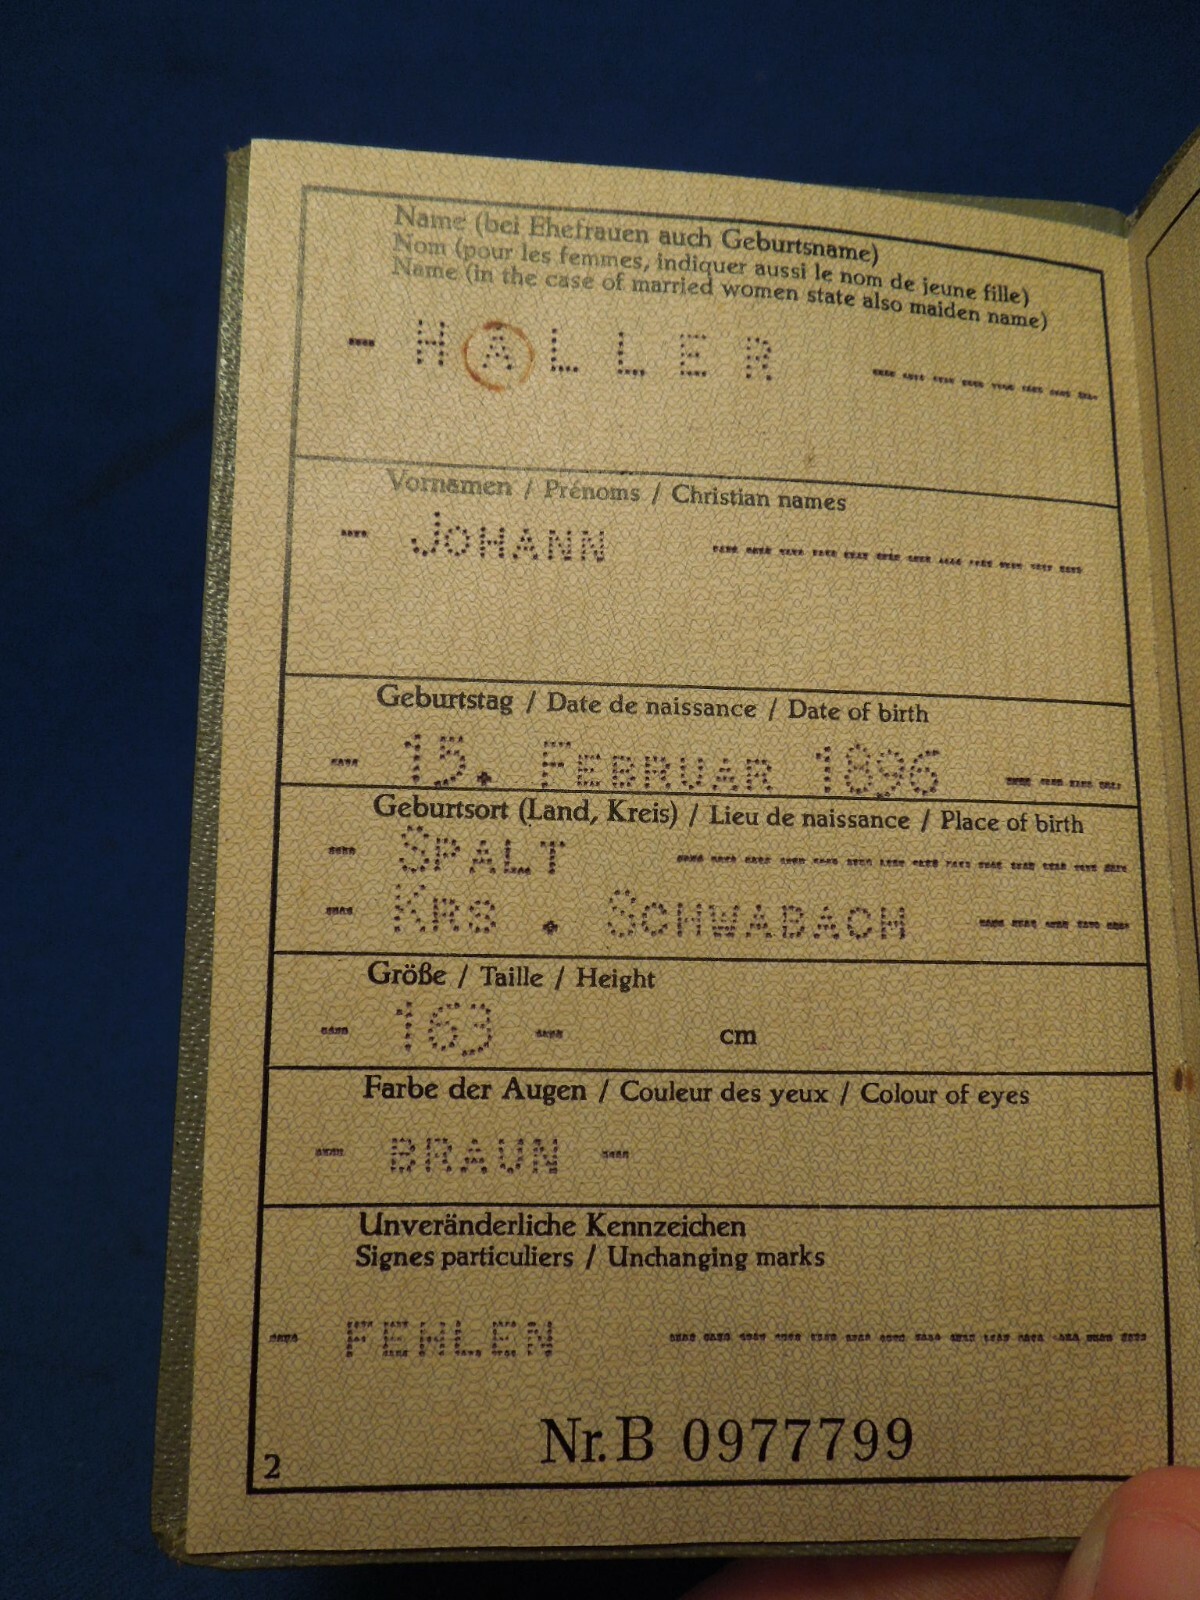 Name (bei Ehefrauen auch Geburtsname)
Nom (pour les femmes, indiquer aussi le nom de jeune fille)
Name (in the case of married women state also maiden name)
- HALLER --------
Vornamen / Prénoms / Christian names
- JOHANN ------------
Geburtstag / Date de naissance / Date of birth
- 15. FEBRUAR 1896 ----
Geburtsort (Land, Kreis) / Lieu de naissance / Place of birth
- SPALT --------------
- KRS . SCHWABACH -----
Größe / Taille / Height
- 163 - cm
Farbe der Augen / Couleur des yeux / Colour of eyes
- BRAUN -
Unveränderliche Kennzeichen
Signes particuliers / Unchanging marks
- FEHLEN --------------
Nr. B 0977799
2